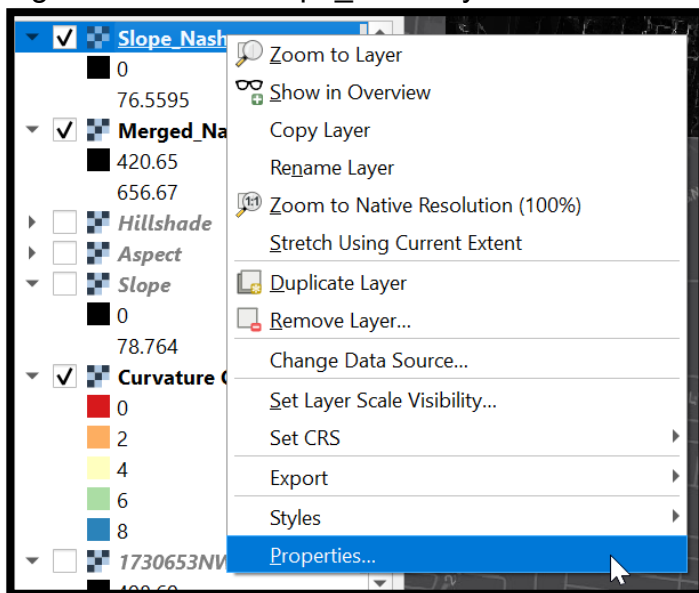 Slope_Nash
0
76.5595
Merged_Na
420.65
656.67
Hillshade
Aspect
Slope
0
78.764
Curvature
0
2
4
6
8
1730653NW
Zoom to Layer
Show in Overview
Copy Layer
Rename Layer
Zoom to Native Resolution (100%)
Stretch Using Current Extent
Duplicate Layer
Remove Layer...
Change Data Source...
Set Layer Scale Visibility...
Set CRS
Export
Styles
Properties...